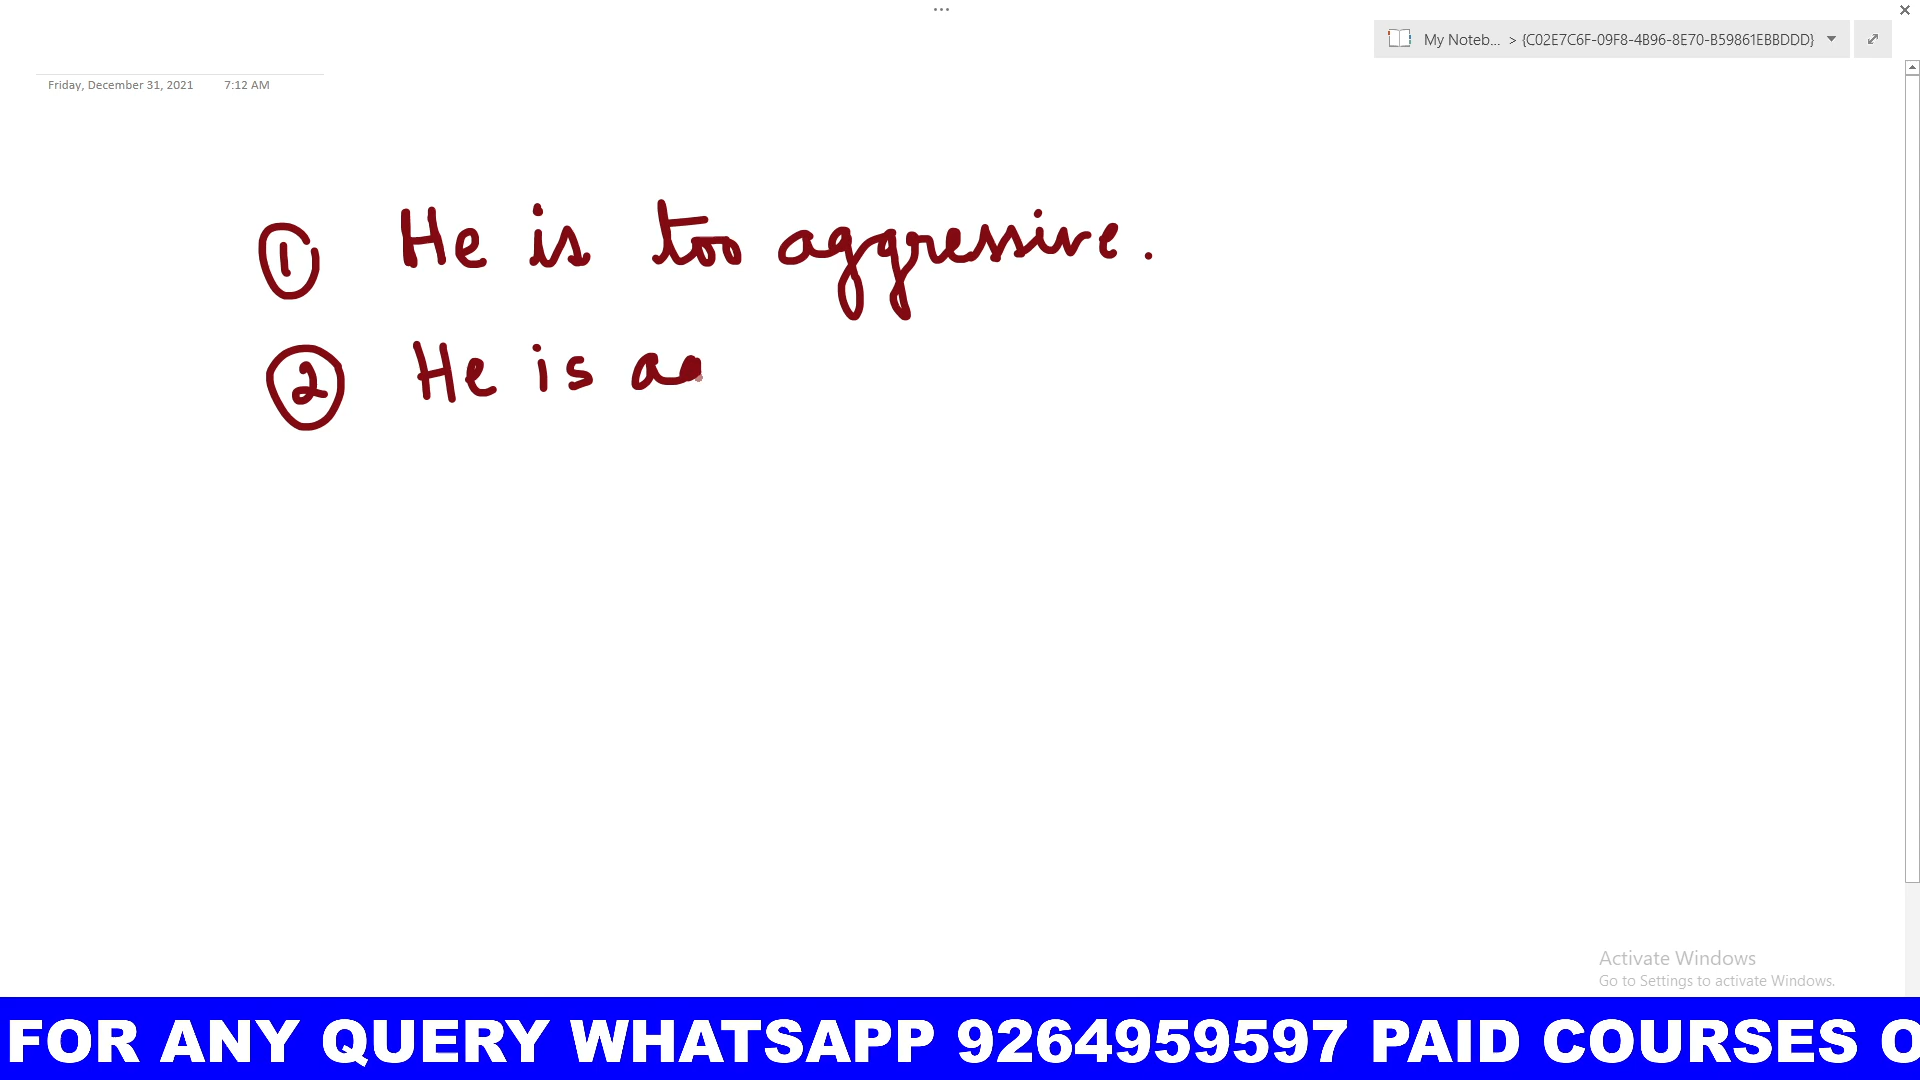 My Noteb... > {C02E7C6F-09F8-4B96-8E70-B59861EBBDDD}
Friday, December 31, 2021 7:12 AM
1 He is too aggressive.
2 He is
Activate Windows
Go to Settings to activate Windows.
FOR ANY QUERY WHATSAPP 9264959597 PAID COURSES O